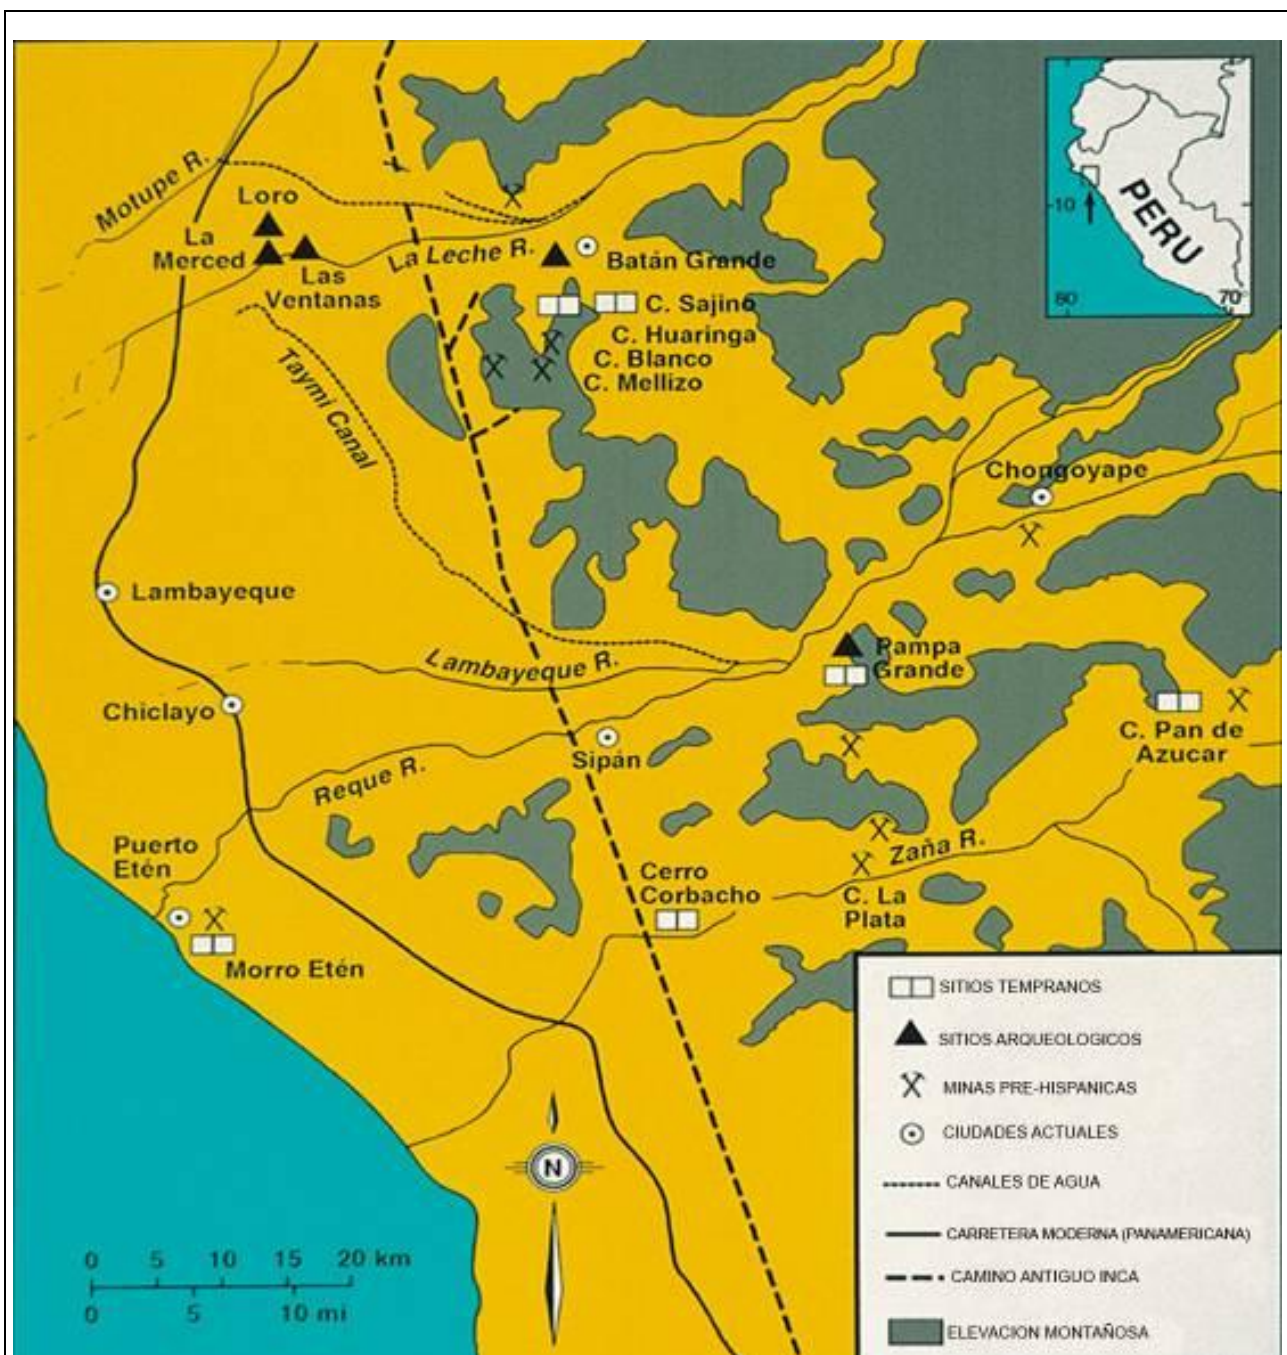 Motupe R.
Loro
La
Merced
Las
Ventanas
La Leche R.
Batán Grande
C. Sajino
C. Huaringa
C. Blanco
C. Mellizo
Taymi Canal
10
PERU
80
70
Chongoyape
Lambayeque
Lambayeque R.
Pampa
Grande
Chiclayo
Sipán
Reque R.
C. Pan de
Azucar
Puerto
Etén
Morro Etén
Cerro
Corbacho
Zaña R.
C. La
Plata
N
0 5 10 15 20 km
0 5 10 mi
SITIOS TEMPRANOS
SITIOS ARQUEOLOGICOS
MINAS PRE-HISPANICAS
CIUDADES ACTUALES
CANALES DE AGUA
CARRETERA MODERNA (PANAMERICANA)
CAMINO ANTIGUO INCA
ELEVACION MONTAÑOSA